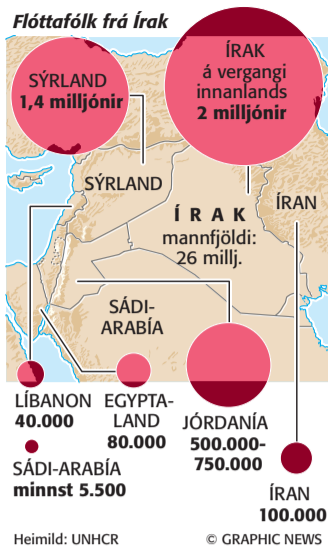 Flóttafólk frá Írak
SÝRLAND
1,4 milljónir
ÍRAK
á vergangi
innanlands
2 milljónir
SÝRLAND
ÍRAK
mannfjöldi:
26 millj.
ÍRAN
SÁDI-
ARABÍA
LÍBANON
40.000
EGYPTA-
LAND
80.000
JÓRDANÍA
500.000-
750.000
SÁDI-ARABÍA
minnst 5.500
ÍRAN
100.000
Heimild: UNHCR
© GRAPHIC NEWS